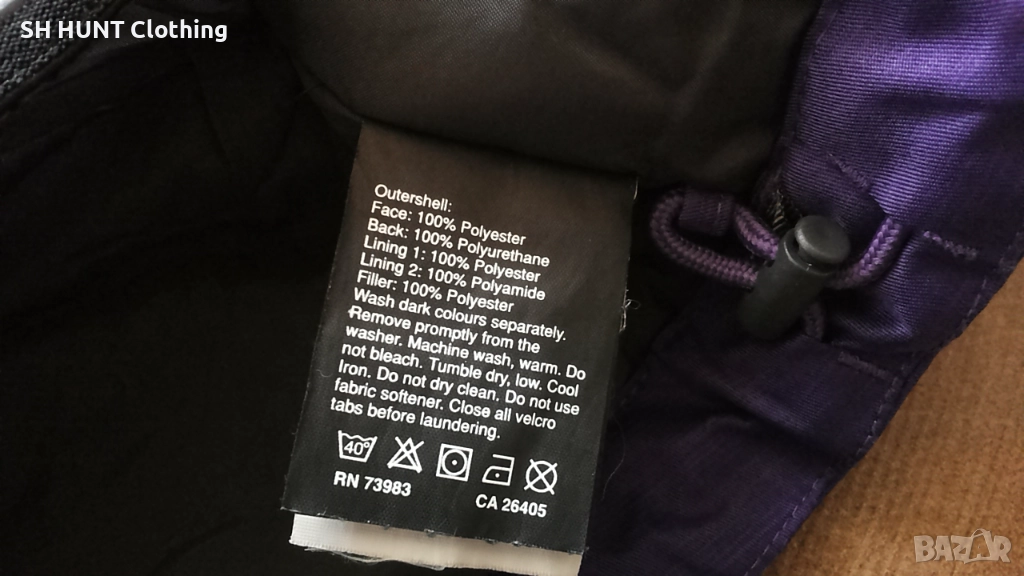 SH HUNT Clothing
Outershell:
Face: 100% Polyester
Back: 100% Polyurethane
Lining 1: 100% Polyester
Lining 2: 100% Polyamide
Filler: 100% Polyester
Wash dark colours separately.
Remove promptly from the
washer. Machine wash, warm. Do
not bleach. Tumble dry, low. Cool
Iron. Do not dry clean. Do not use
fabric softener. Close all velcro
tabs before laundering.
40°
RN 73983
CA 26405
BAZAR